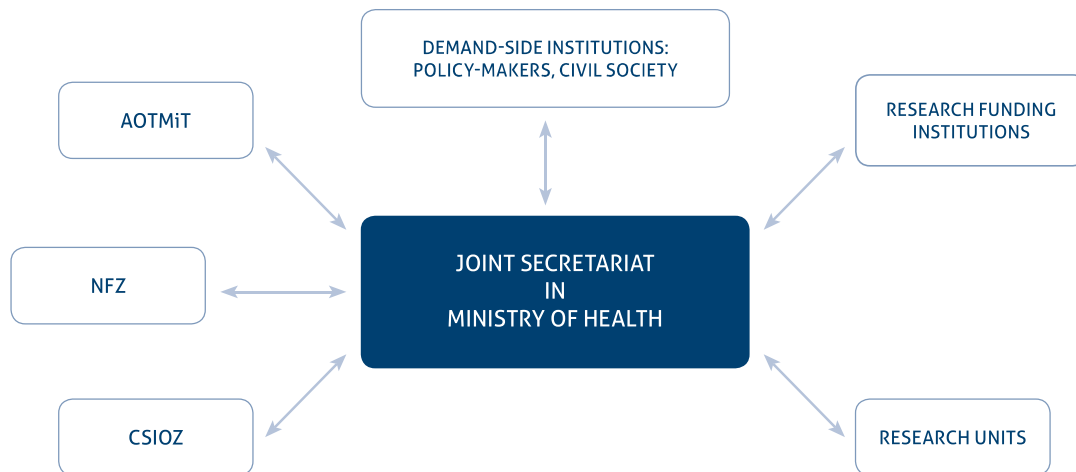 DEMAND-SIDE INSTITUTIONS:
POLICY-MAKERS, CIVIL SOCIETY
AOTMiT
RESEARCH FUNDING
INSTITUTIONS
JOINT SECRETARIAT
IN
MINISTRY OF HEALTH
NFZ
CSIOZ
RESEARCH UNITS